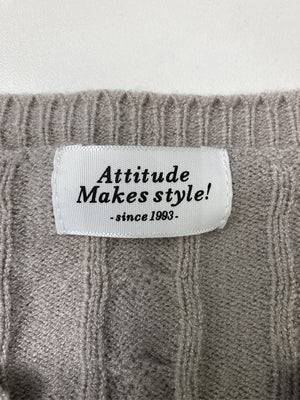 Attitude
Makes style!
- since 1993 -